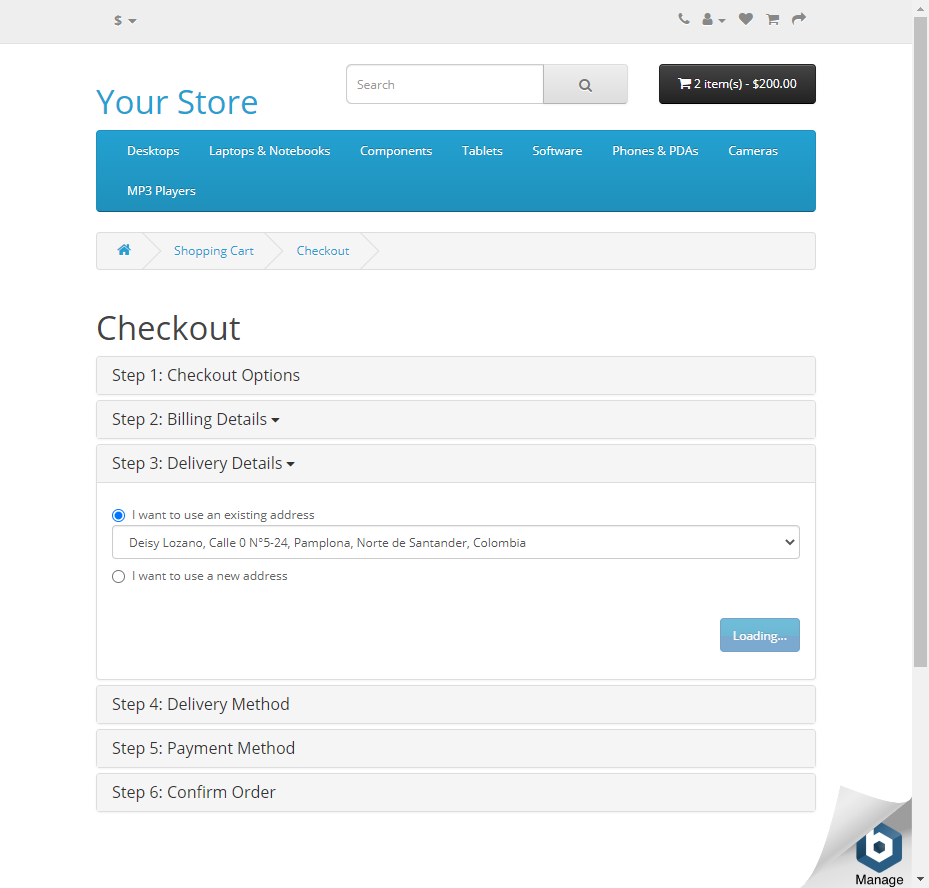 $
Your Store
Search
2 item(s) - $200.00
Desktops Laptops & Notebooks Components Tablets Software Phones & PDAs Cameras
MP3 Players
Shopping Cart Checkout
Checkout
Step 1: Checkout Options
Step 2: Billing Details
Step 3: Delivery Details
I want to use an existing address
Deisy Lozano, Calle 0 N°5-24, Pamplona, Norte de Santander, Colombia
I want to use a new address
Loading...
Step 4: Delivery Method
Step 5: Payment Method
Step 6: Confirm Order
b
Manage